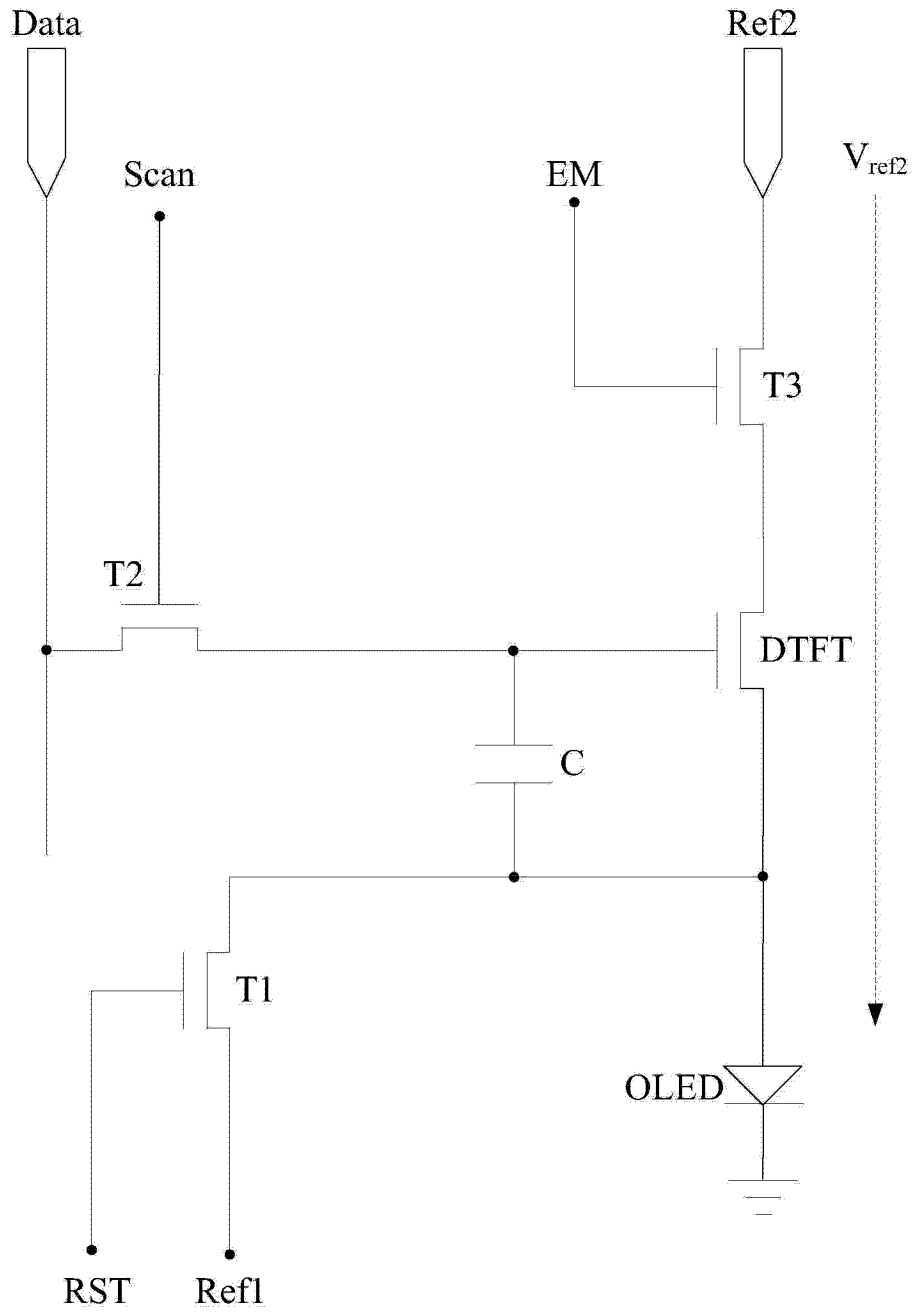 Data
Ref2
Scan
EM
Vref2
T3
T2
DTFT
C
T1
OLED
RST
Ref1